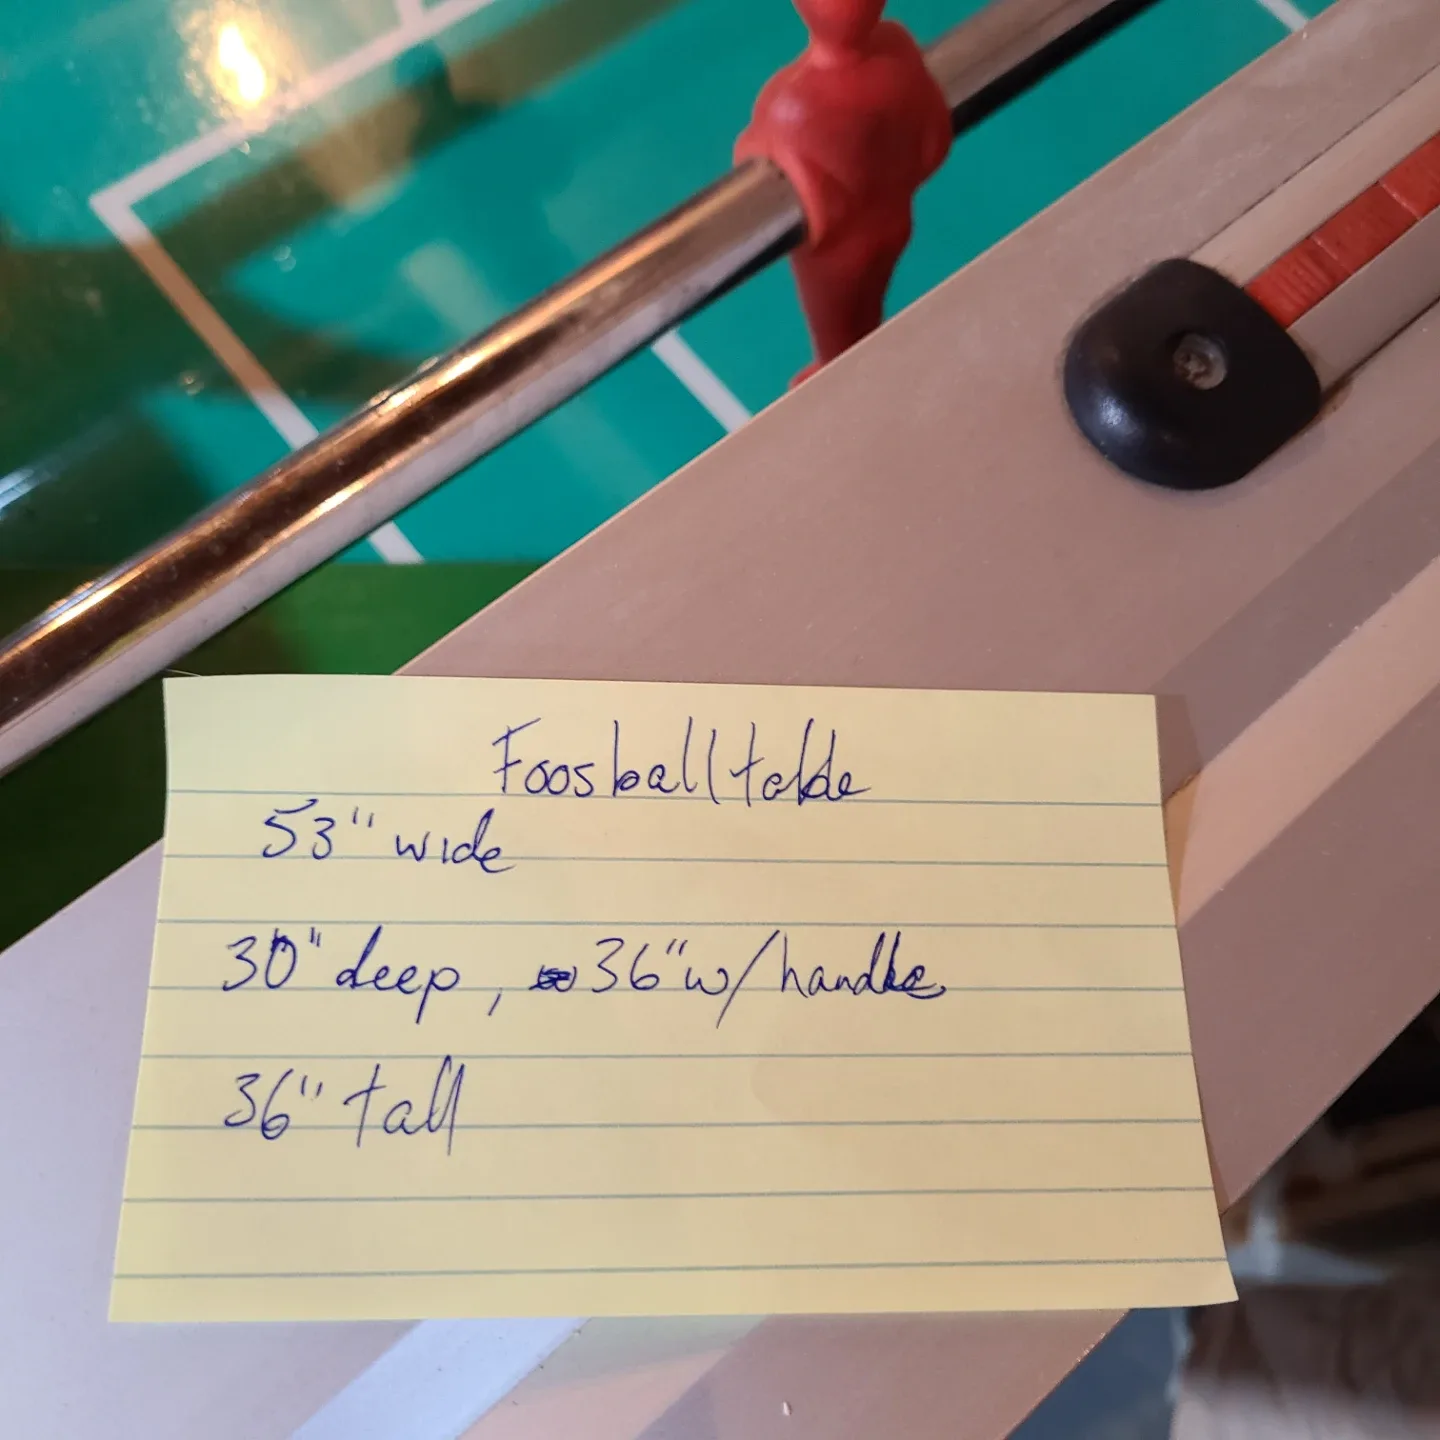 Foosball table
53" wide
30" deep, 36" w/handle
36" tall